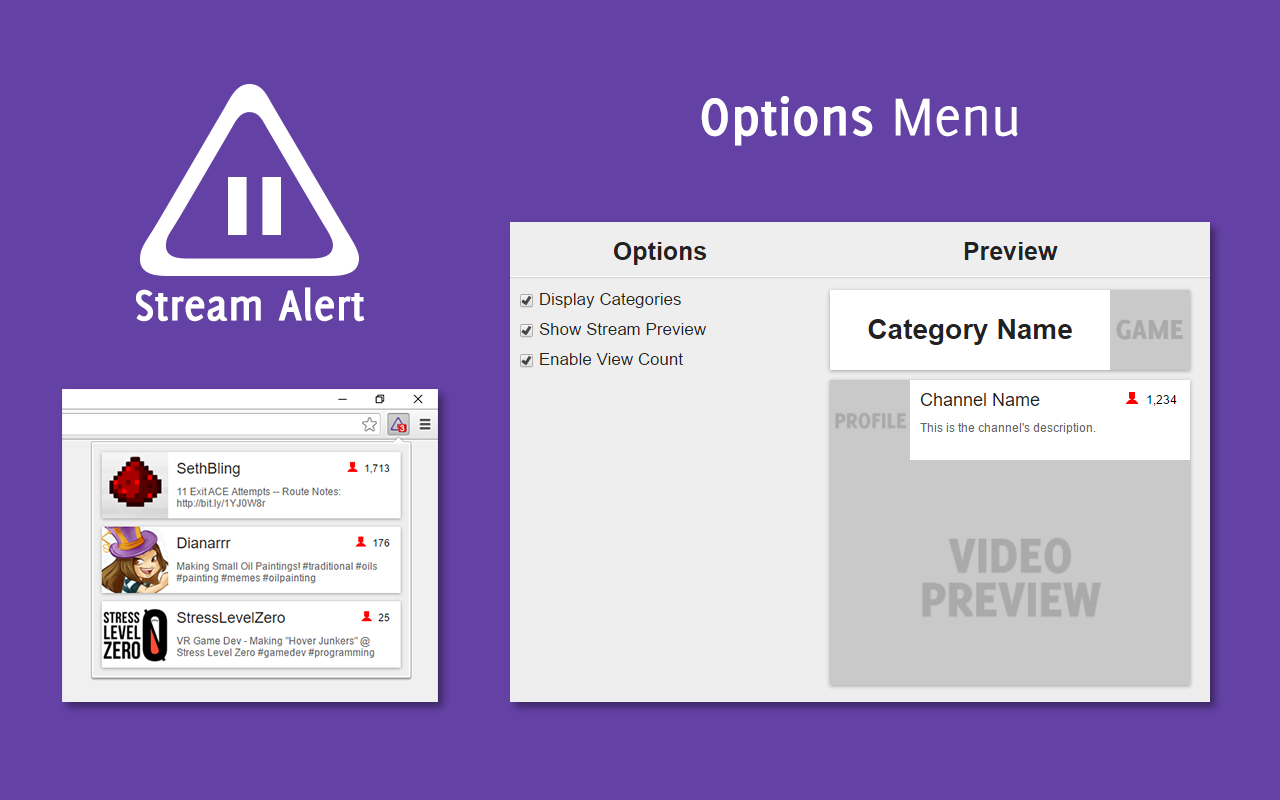 Stream Alert
Options Menu
3
SethBling
1,713
11 Exit ACE Attempts -- Route Notes:
http://bit.ly/1YJ0W8r
Dianarrr
176
Making Small Oil Paintings! #traditional #oils
#painting #memes #oilpainting
STRESS
LEVEL
ZERO
StressLevelZero
25
VR Game Dev - Making "Hover Junkers" @
Stress Level Zero #gamedev #programming
Options
Preview
Display Categories
Show Stream Preview
Enable View Count
Category Name
GAME
PROFILE
Channel Name
1,234
This is the channel's description.
VIDEO
PREVIEW